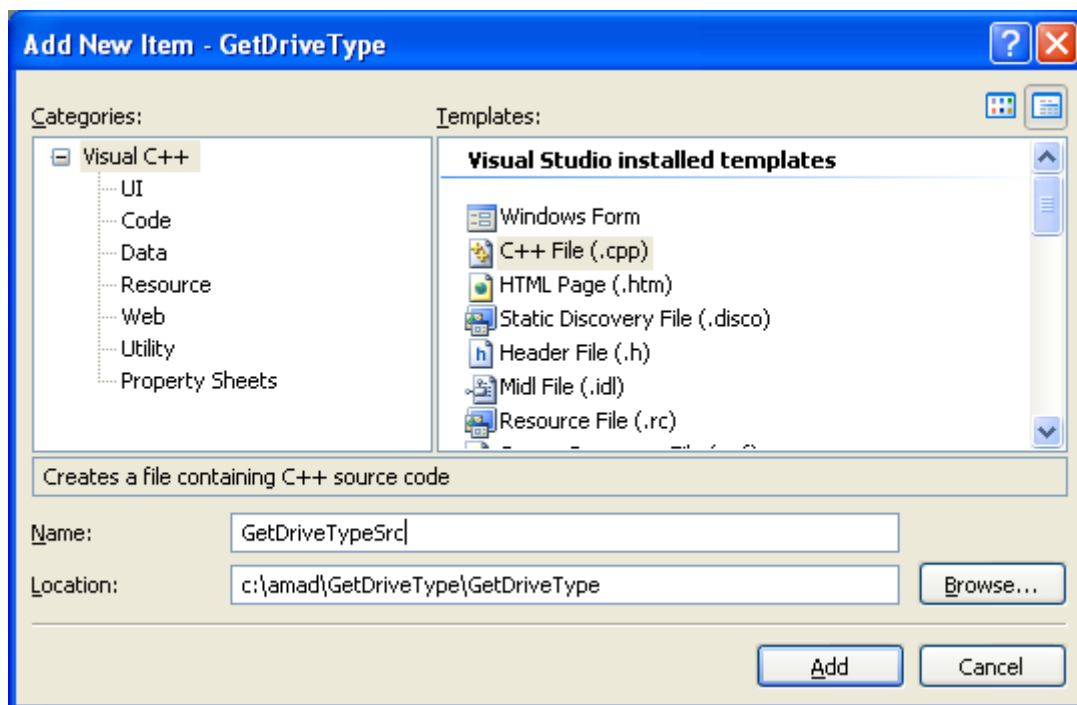 Add New Item - GetDriveType
Categories:
Templates:
Visual C++
UI
Code
Data
Resource
Web
Utility
Property Sheets
Visual Studio installed templates
Windows Form
C++ File (.cpp)
HTML Page (.htm)
Static Discovery File (.disco)
Header File (.h)
Midl File (.idl)
Resource File (.rc)
Creates a file containing C++ source code
Name:
GetDriveTypeSrc
Location:
c:\amad\GetDriveType\GetDriveType
Browse...
Add
Cancel